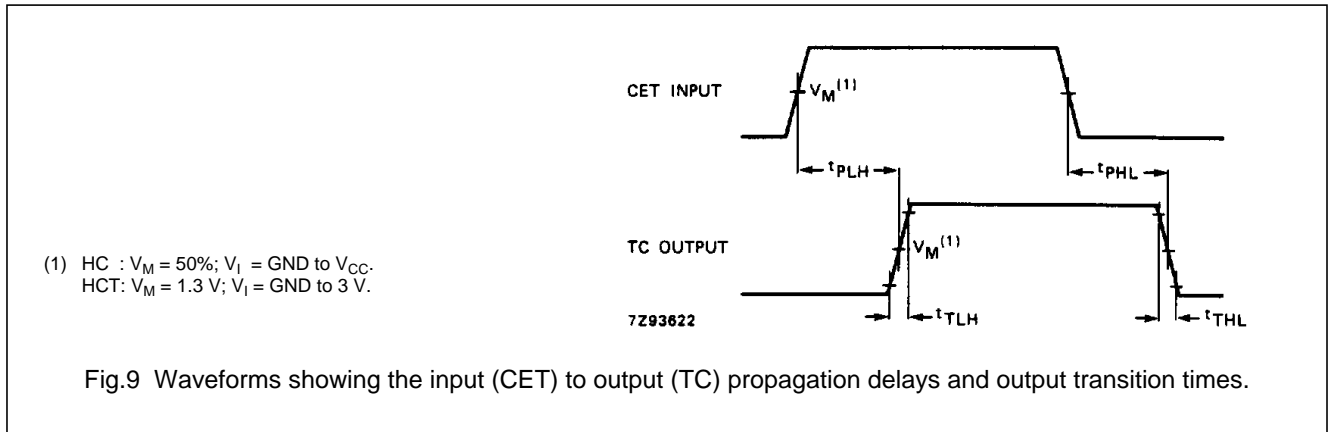 CET INPUT
V_M^(1)
t_PLH
t_PHL
TC OUTPUT
V_M^(1)
(1) HC : V_M = 50%; V_I = GND to V_CC.
HCT: V_M = 1.3 V; V_I = GND to 3 V.
7Z93622
t_TLH
t_THL
Fig.9 Waveforms showing the input (CET) to output (TC) propagation delays and output transition times.